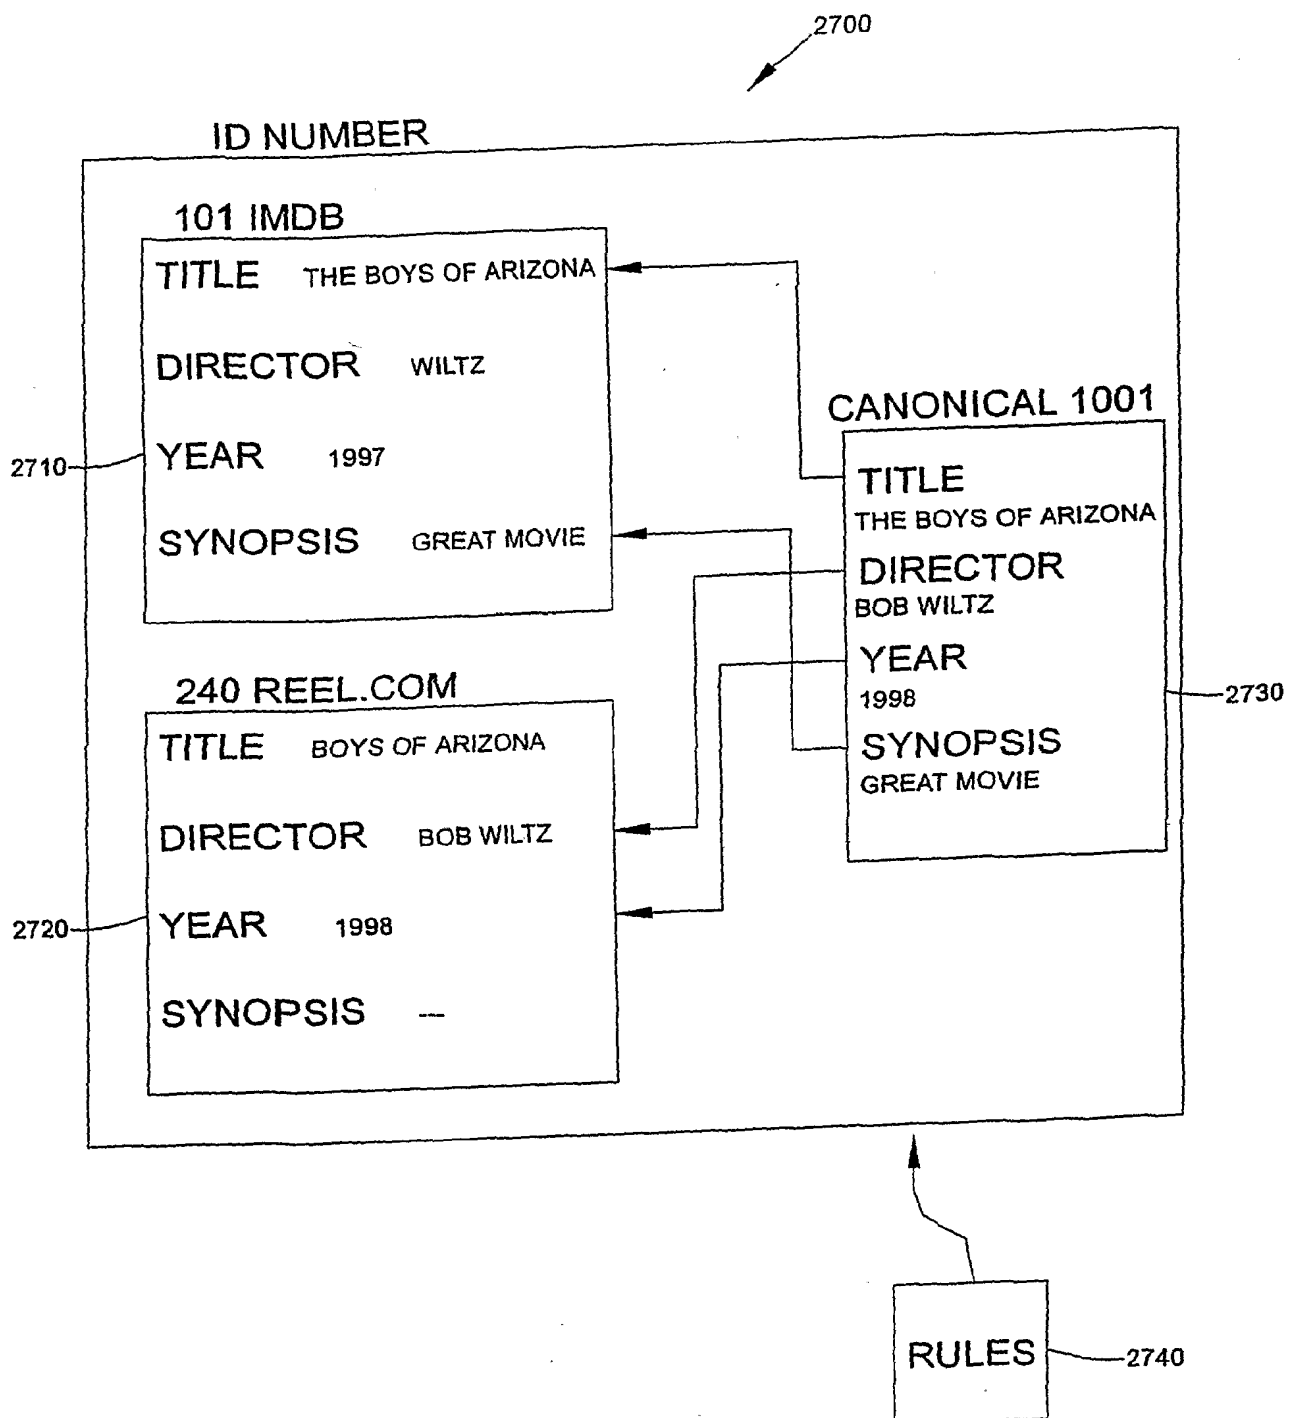 2700
ID NUMBER
101 IMDB
TITLE THE BOYS OF ARIZONA
DIRECTOR WILTZ
YEAR 1997
2710
SYNOPSIS GREAT MOVIE
CANONICAL 1001
TITLE
THE BOYS OF ARIZONA
DIRECTOR
BOB WILTZ
YEAR
1998
2730
SYNOPSIS
GREAT MOVIE
240 REEL.COM
TITLE BOYS OF ARIZONA
DIRECTOR BOB WILTZ
YEAR 1998
2720
SYNOPSIS ---
RULES
2740